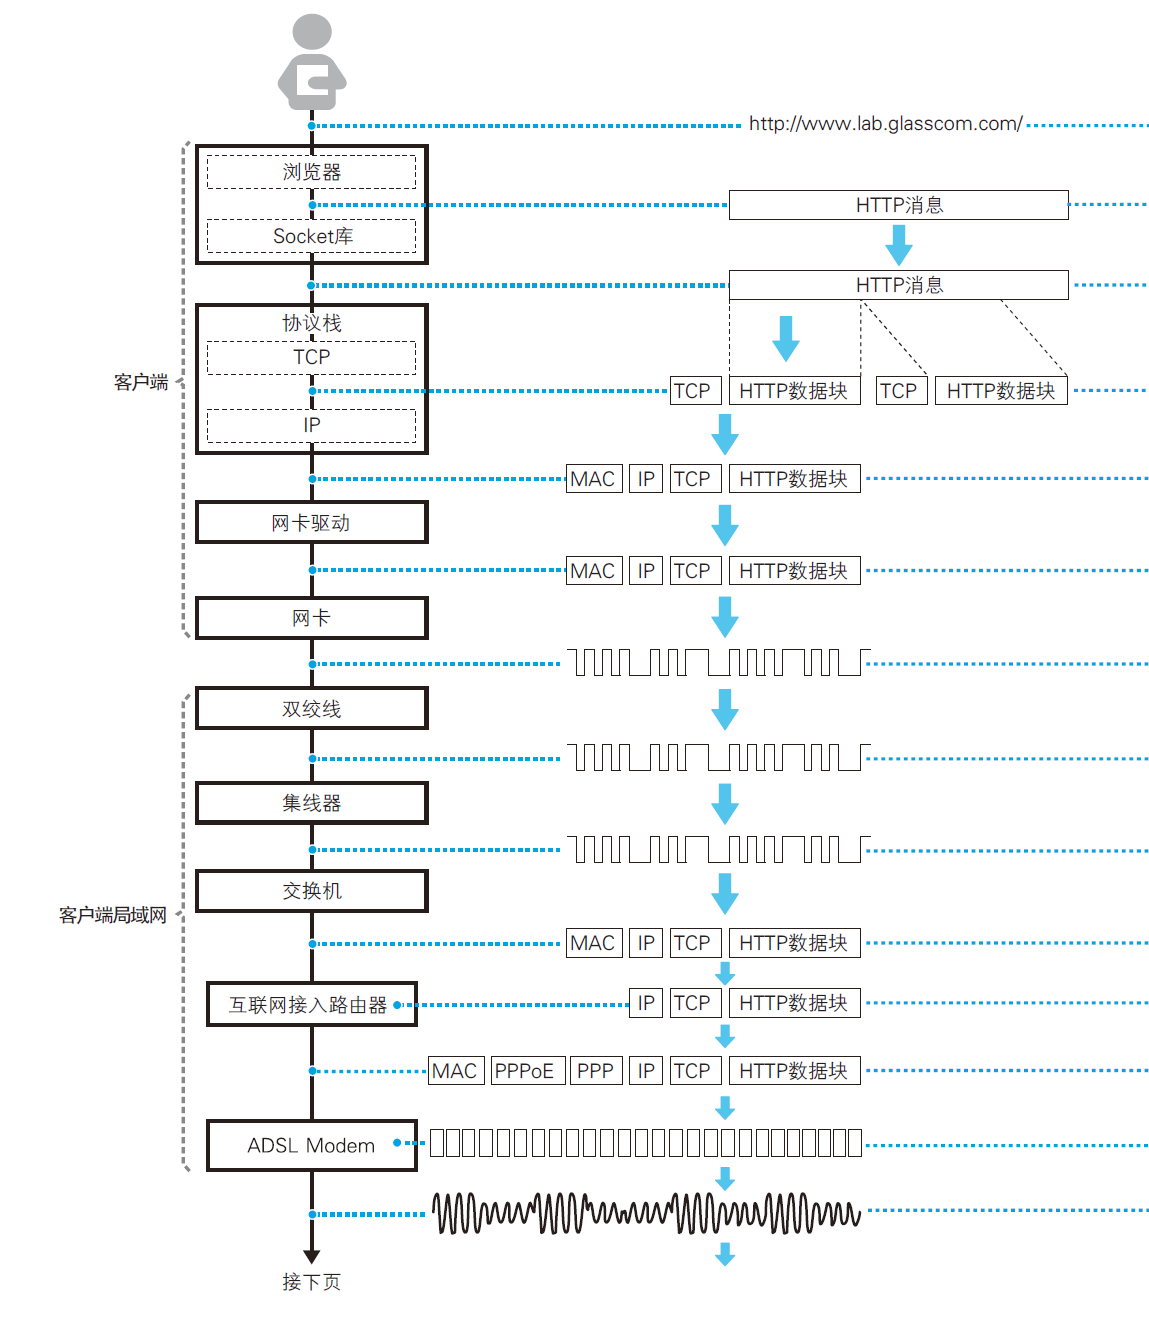 http://www.lab.glasscom.com/
浏览器
HTTP消息
Socket库
HTTP消息
协议栈
TCP
客户端
TCP HTTP数据块 TCP HTTP数据块
IP
MAC IP TCP HTTP数据块
网卡驱动
MAC IP TCP HTTP数据块
网卡
双绞线
集线器
交换机
客户端局域网
MAC IP TCP HTTP数据块
互联网接入路由器 IP TCP HTTP数据块
MAC PPPoE PPP IP TCP HTTP数据块
ADSL Modem
接下页